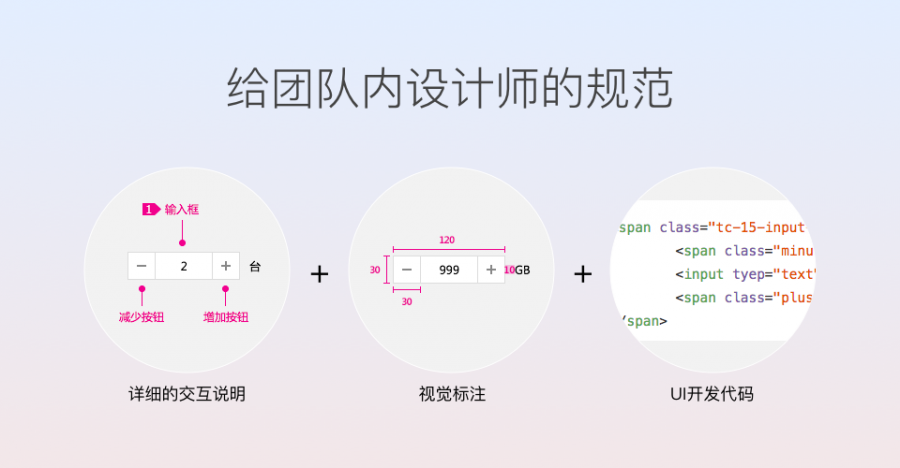 给团队内设计师的规范
1 输入框
− 2 + 台
减少按钮 增加按钮
详细的交互说明
+
120
30 − 999 + 10GB
30
视觉标注
+
span class="tc-15-input
<span class="minu
<input tyep="text"
<span class="plus
/span>
UI开发代码